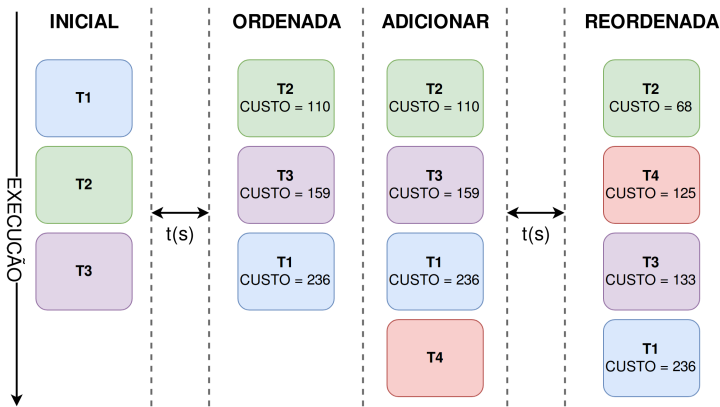 INICIAL
ORDENADA
ADICIONAR
REORDENADA
EXECUÇÃO
T1
T2
T3
t(s)
T2
CUSTO = 110
T3
CUSTO = 159
T1
CUSTO = 236
T2
CUSTO = 110
T3
CUSTO = 159
T1
CUSTO = 236
T4
t(s)
T2
CUSTO = 68
T4
CUSTO = 125
T3
CUSTO = 133
T1
CUSTO = 236